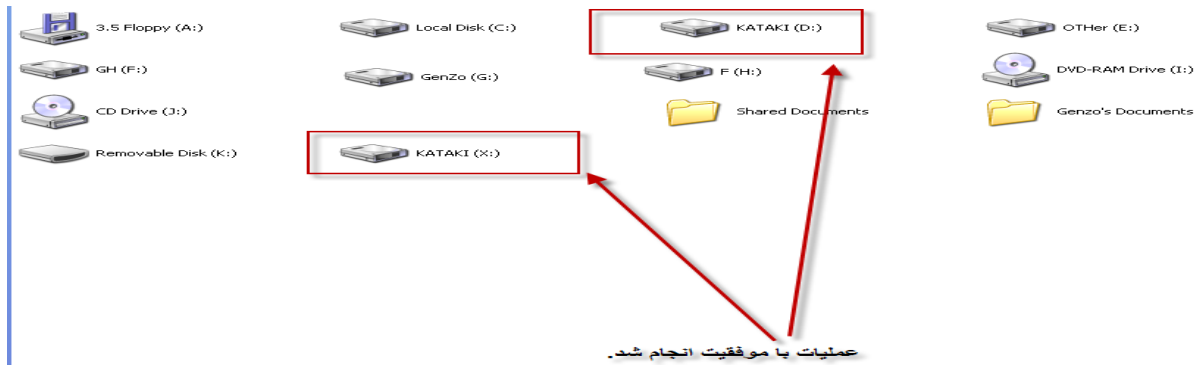 3.5 Floppy (A:)
Local Disk (C:)
KATAKI (D:)
OTHer (E:)
GH (F:)
GenZo (G:)
F (H:)
DVD-RAM Drive (I:)
CD Drive (J:)
Shared Documents
Genzo's Documents
Removable Disk (K:)
KATAKI (X:)
عملیات با موفقیت انجام شد.